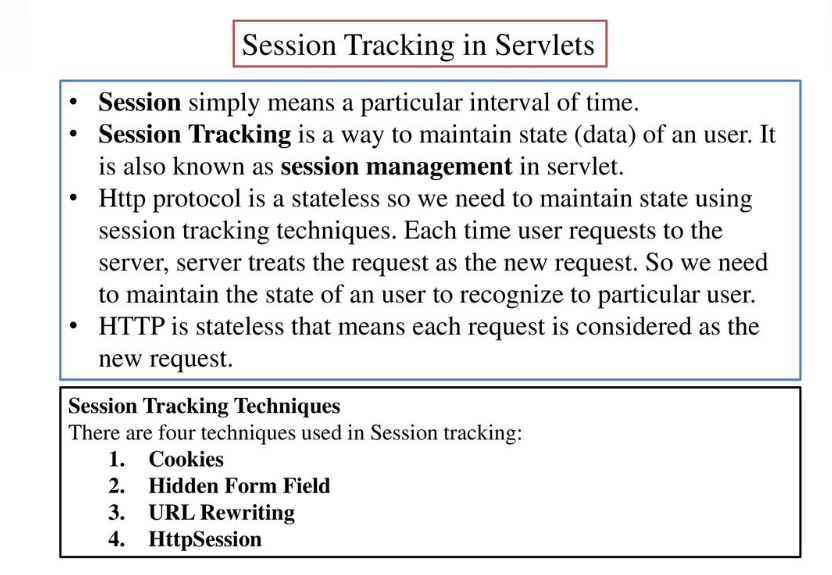 Session Tracking in Servlets
• Session simply means a particular interval of time.
• Session Tracking is a way to maintain state (data) of an user. It
is also known as session management in servlet.
• Http protocol is a stateless so we need to maintain state using
session tracking techniques. Each time user requests to the
server, server treats the request as the new request. So we need
to maintain the state of an user to recognize to particular user.
• HTTP is stateless that means each request is considered as the
new request.
Session Tracking Techniques
There are four techniques used in Session tracking:
1. Cookies
2. Hidden Form Field
3. URL Rewriting
4. HttpSession